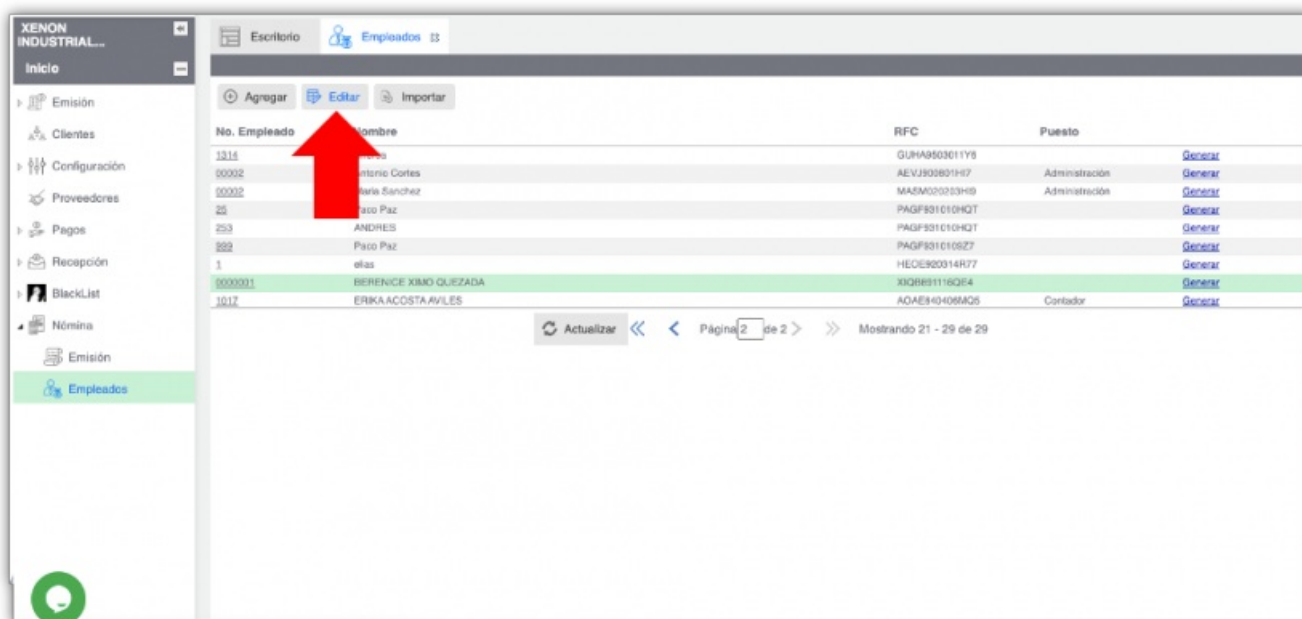 XENON
INDUSTRIAL...
Inicio
Emisión
Clientes
Configuración
Proveedores
Pagos
Recepción
BlackList
Nómina
Emisión
Empleados
Escritorio Empleados
Agregar Editar Importar
No. Empleado Nombre RFC Puesto
1314 GUHA9503011Y6 Generar
00002 Antonio Cortes AEVJ900801HI7 Administración Generar
00002 Maria Sanchez MASM020203HI9 Administración Generar
25 Paco Paz PAGF931010HQT Generar
253 ANDRES PAGF931010HQT Generar
999 Paco Paz PAGF9310109Z7 Generar
1 elias HEOE920314R77 Generar
0000001 BERENICE XIMO QUEZADA XIQB891116QE4 Generar
1017 ERIKA ACOSTA AVILES AOAE840406MQ5 Contador Generar
Actualizar Página 2 de 2 Mostrando 21 - 29 de 29